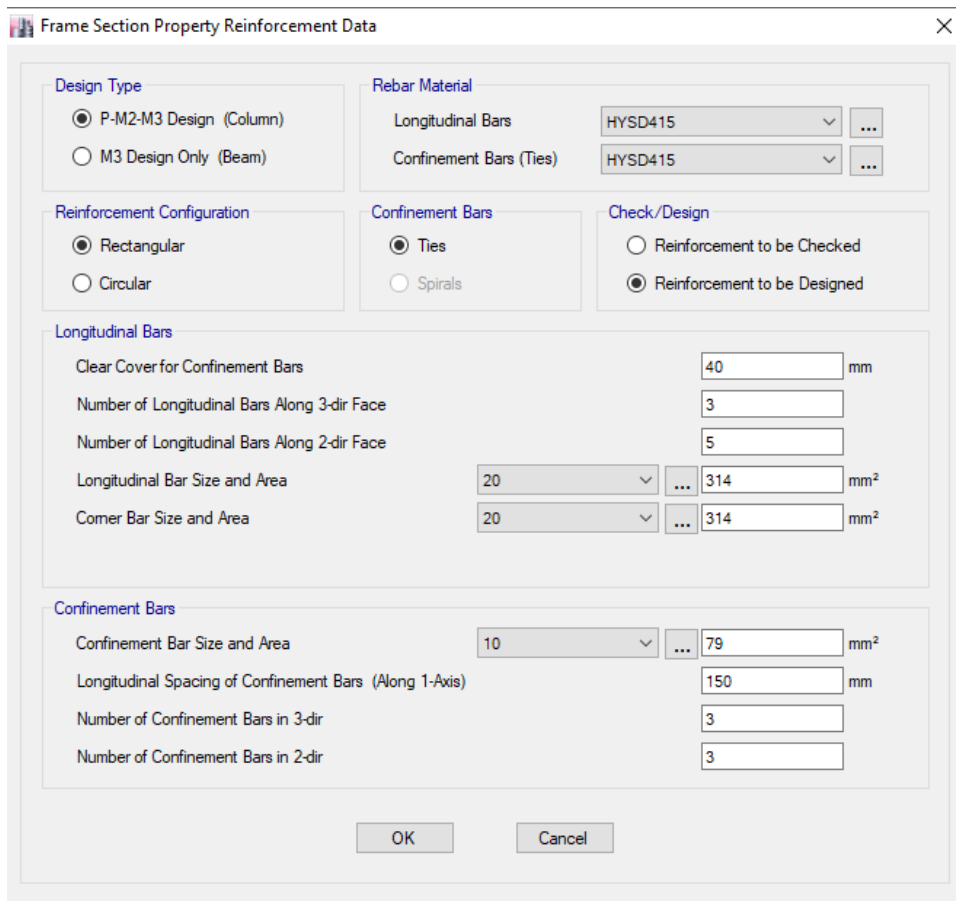 Frame Section Property Reinforcement Data
Design Type
P-M2-M3 Design (Column)
M3 Design Only (Beam)
Rebar Material
Longitudinal Bars HYSD415 ...
Confinement Bars (Ties) HYSD415 ...
Reinforcement Configuration
Rectangular
Circular
Confinement Bars
Ties
Spirals
Check/Design
Reinforcement to be Checked
Reinforcement to be Designed
Longitudinal Bars
Clear Cover for Confinement Bars 40 mm
Number of Longitudinal Bars Along 3-dir Face 3
Number of Longitudinal Bars Along 2-dir Face 5
Longitudinal Bar Size and Area 20 ... 314 mm²
Corner Bar Size and Area 20 ... 314 mm²
Confinement Bars
Confinement Bar Size and Area 10 ... 79 mm²
Longitudinal Spacing of Confinement Bars (Along 1-Axis) 150 mm
Number of Confinement Bars in 3-dir 3
Number of Confinement Bars in 2-dir 3
OK Cancel